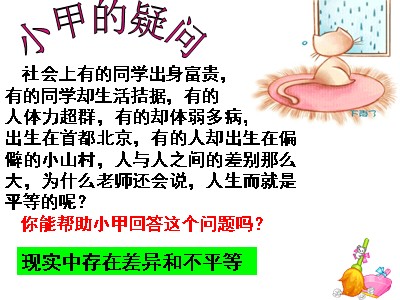 小甲的疑问
社会上有的同学出身富贵，
有的同学却生活拮据，有的
人体力超群，有的却体弱多病，
出生在首都北京，有的人却出生在偏
僻的小山村，人与人之间的差别那么
大，为什么老师还会说，人生而就是
平等的呢？
你能帮助小甲回答这个问题吗？
现实中存在差异和不平等
下雨了